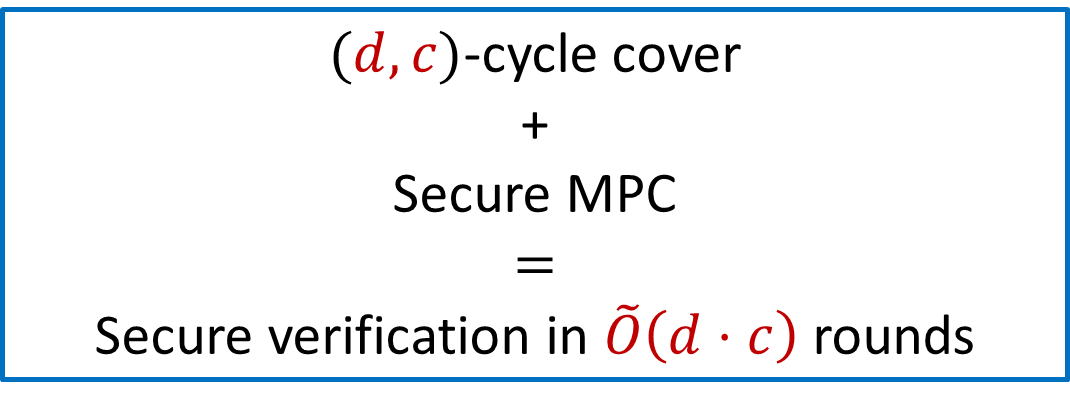 (d, c)-cycle cover
+
Secure MPC
=
Secure verification in Õ(d · c) rounds